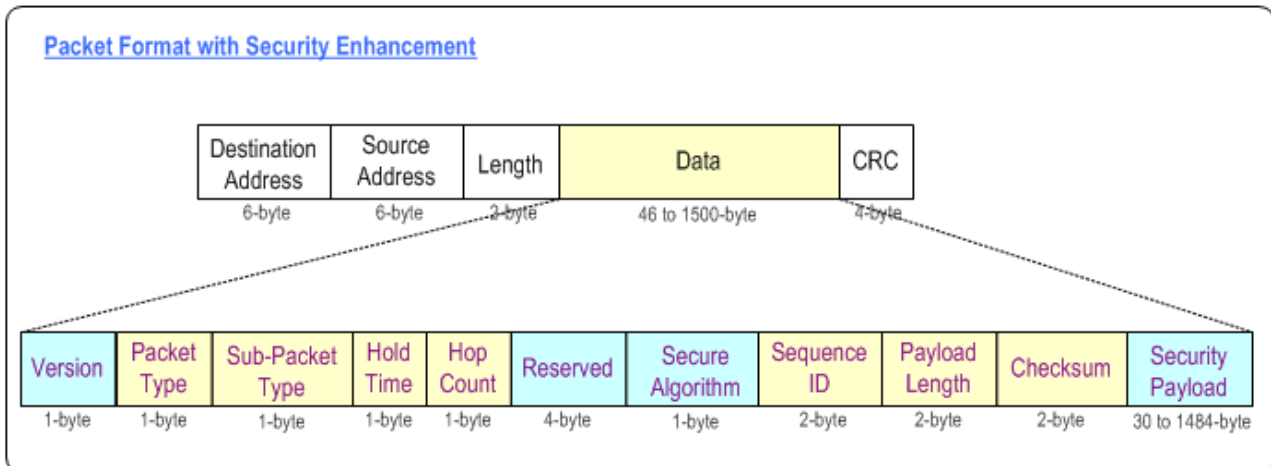 Packet Format with Security Enhancement
Destination Address
Source Address
Length
Data
CRC
6-byte
6-byte
2-byte
46 to 1500-byte
4-byte
Version
Packet Type
Sub-Packet Type
Hold Time
Hop Count
Reserved
Secure Algorithm
Sequence ID
Payload Length
Checksum
Security Payload
1-byte
1-byte
1-byte
1-byte
1-byte
4-byte
1-byte
2-byte
2-byte
2-byte
30 to 1484-byte